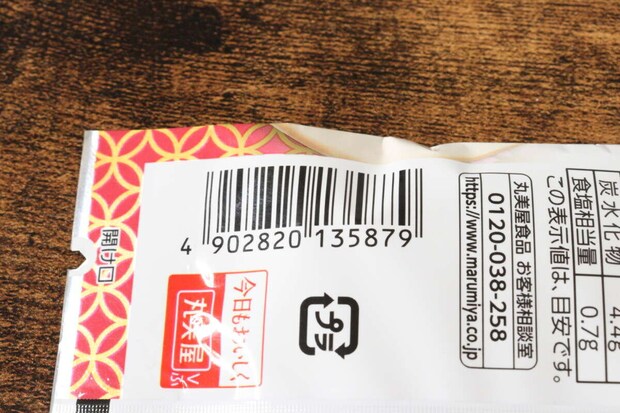 開け口
4 902820 135879
今日もおいしく
丸美屋
プラ
丸美屋食品 お客様相談室
0120-038-258
https://www.marumiya.co.jp
炭水化物 4.4g
食塩相当量 0.7g
この表示値は、目安です。